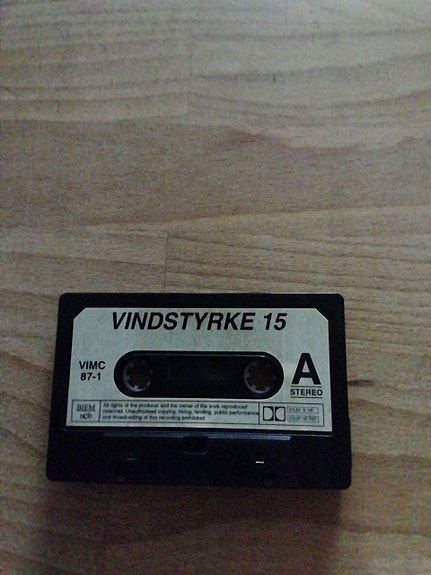 VINDSTYRKE 15
VIMC
87-1
A
STEREO
BIEM
ncb
All rights of the producer and the owner of the work reproduced
reserved. Unauthorised copying, hiring, lending, public performance
and broadcasting of this recording prohibited